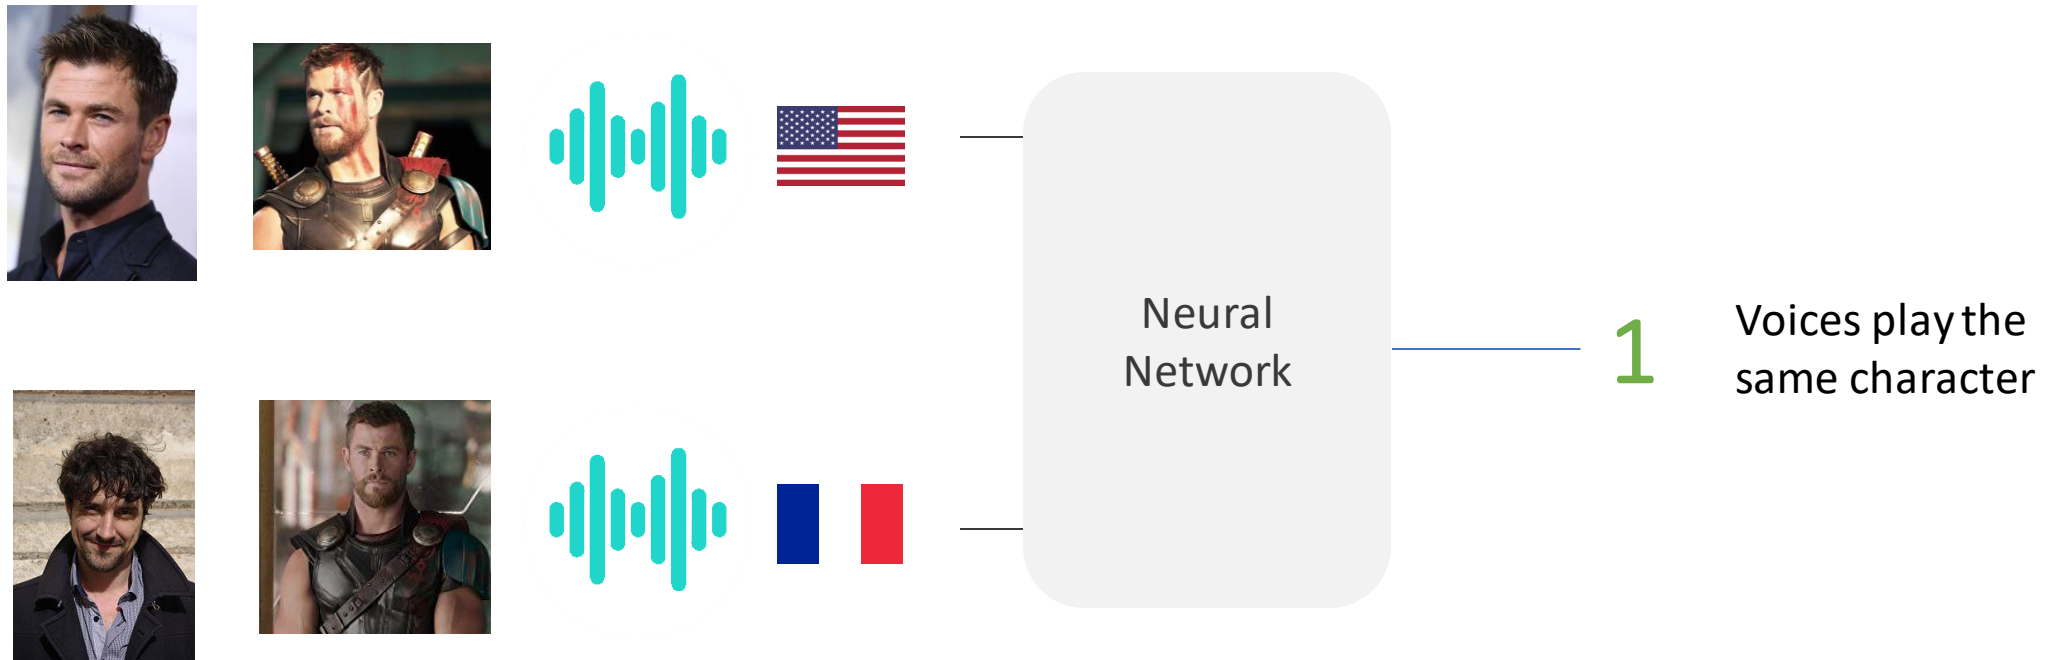 Neural
Network
1
Voices play the
same character